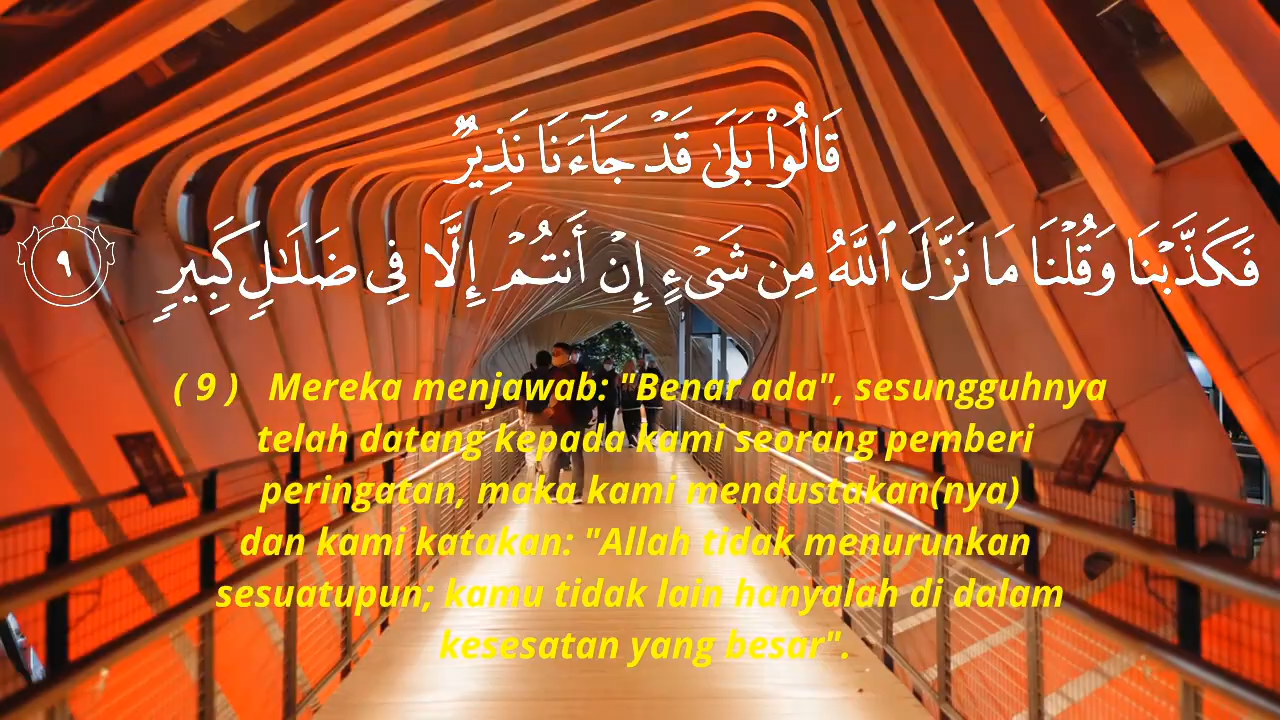 قَالُوا۟ بَلَىٰ قَدْ جَآءَنَا نَذِيرٌ
فَكَذَّبْنَا وَقُلْنَا مَا نَزَّلَ ٱللَّهُ مِن شَىْءٍ إِنْ أَنتُمْ إِلَّا فِى ضَلَـٰلٍ كَبِيرٍ ٩
( 9 ) Mereka menjawab: "Benar ada", sesungguhnya
telah datang kepada kami seorang pemberi
peringatan, maka kami mendustakan(nya)
dan kami katakan: "Allah tidak menurunkan
sesuatupun; kamu tidak lain hanyalah di dalam
kesesatan yang besar".